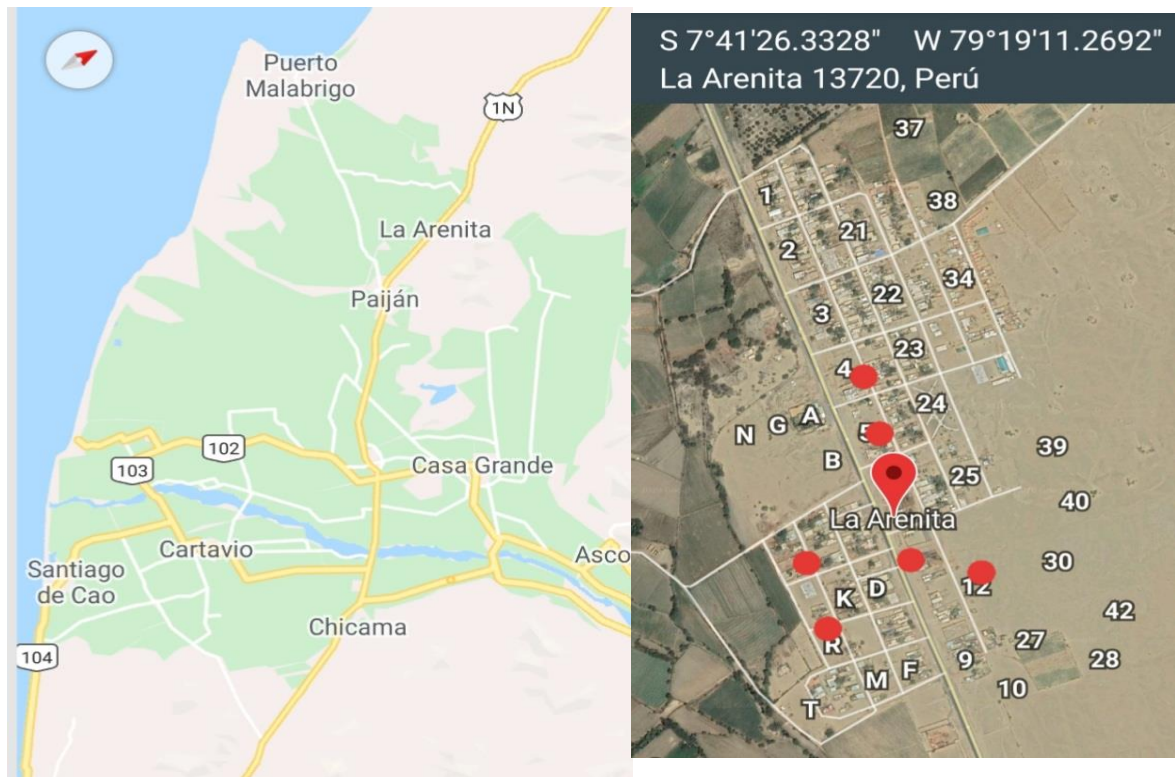 Puerto
Malabrigo
1N
La Arenita
Paiján
102
103
Casa Grande
Cartavio
Asco
Santiago
de Cao
Chicama
104
S 7°41'26.3328" W 79°19'11.2692"
La Arenita 13720, Perú
37
1
38
21
2
34
22
3
23
4
24
A
G
N
5
39
B
25
40
La Arenita
30
12
D
K
42
R
27
28
9
F
M
10
T